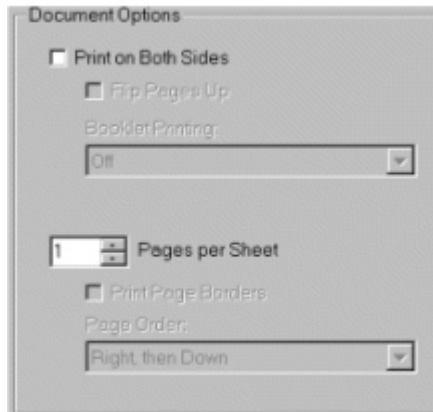 Document Options
Print on Both Sides
Flip Pages Up
Booklet Printing:
Off
1 Pages per Sheet
Print Page Borders
Page Order:
Right, then Down